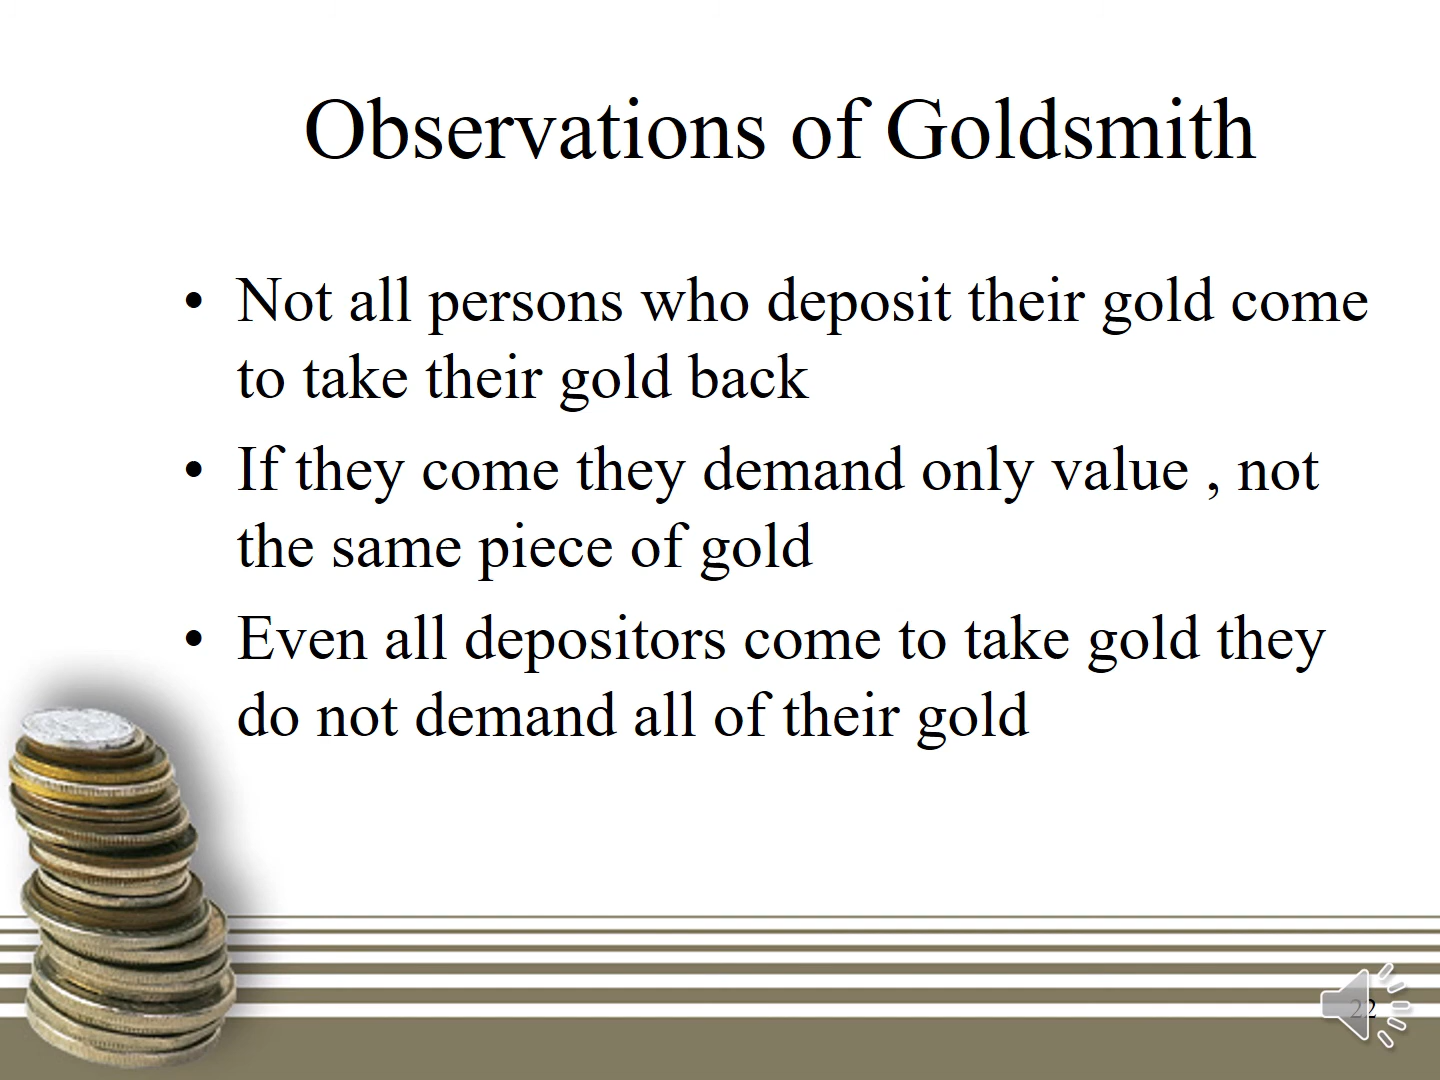 Observations of Goldsmith
• Not all persons who deposit their gold come
to take their gold back
• If they come they demand only value , not
the same piece of gold
• Even all depositors come to take gold they
do not demand all of their gold
22